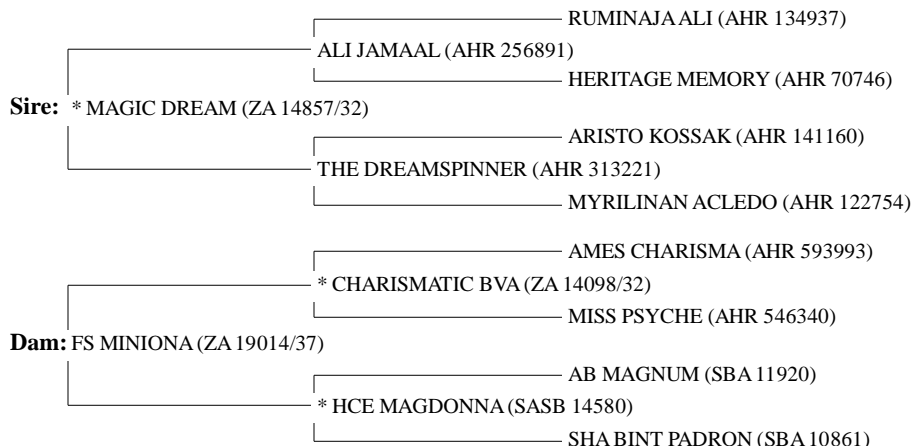 RUMINAJA ALI (AHR 134937)
ALI JAMAAL (AHR 256891)
HERITAGE MEMORY (AHR 70746)
Sire: * MAGIC DREAM (ZA 14857/32)
ARISTO KOSSAK (AHR 141160)
THE DREAMSPINNER (AHR 313221)
MYRILINAN ACLEDO (AHR 122754)
AMES CHARISMA (AHR 593993)
* CHARISMATIC BVA (ZA 14098/32)
MISS PSYCHE (AHR 546340)
Dam: FS MINIONA (ZA 19014/37)
AB MAGNUM (SBA 11920)
* HCE MAGDONNA (SASB 14580)
SHA BINT PADRON (SBA 10861)